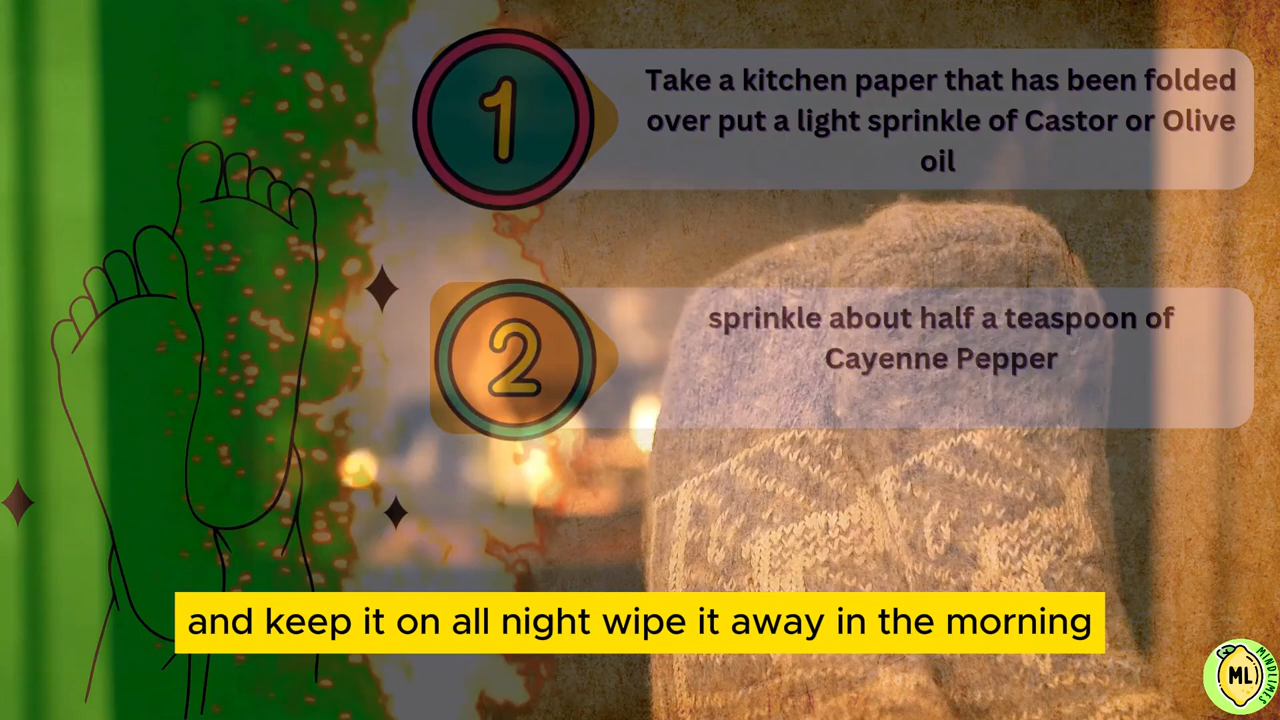 1
Take a kitchen paper that has been folded
over put a light sprinkle of Castor or Olive
oil
2
sprinkle about half a teaspoon of
Cayenne Pepper
and keep it on all night wipe it away in the morning
ML
MINDLIMES